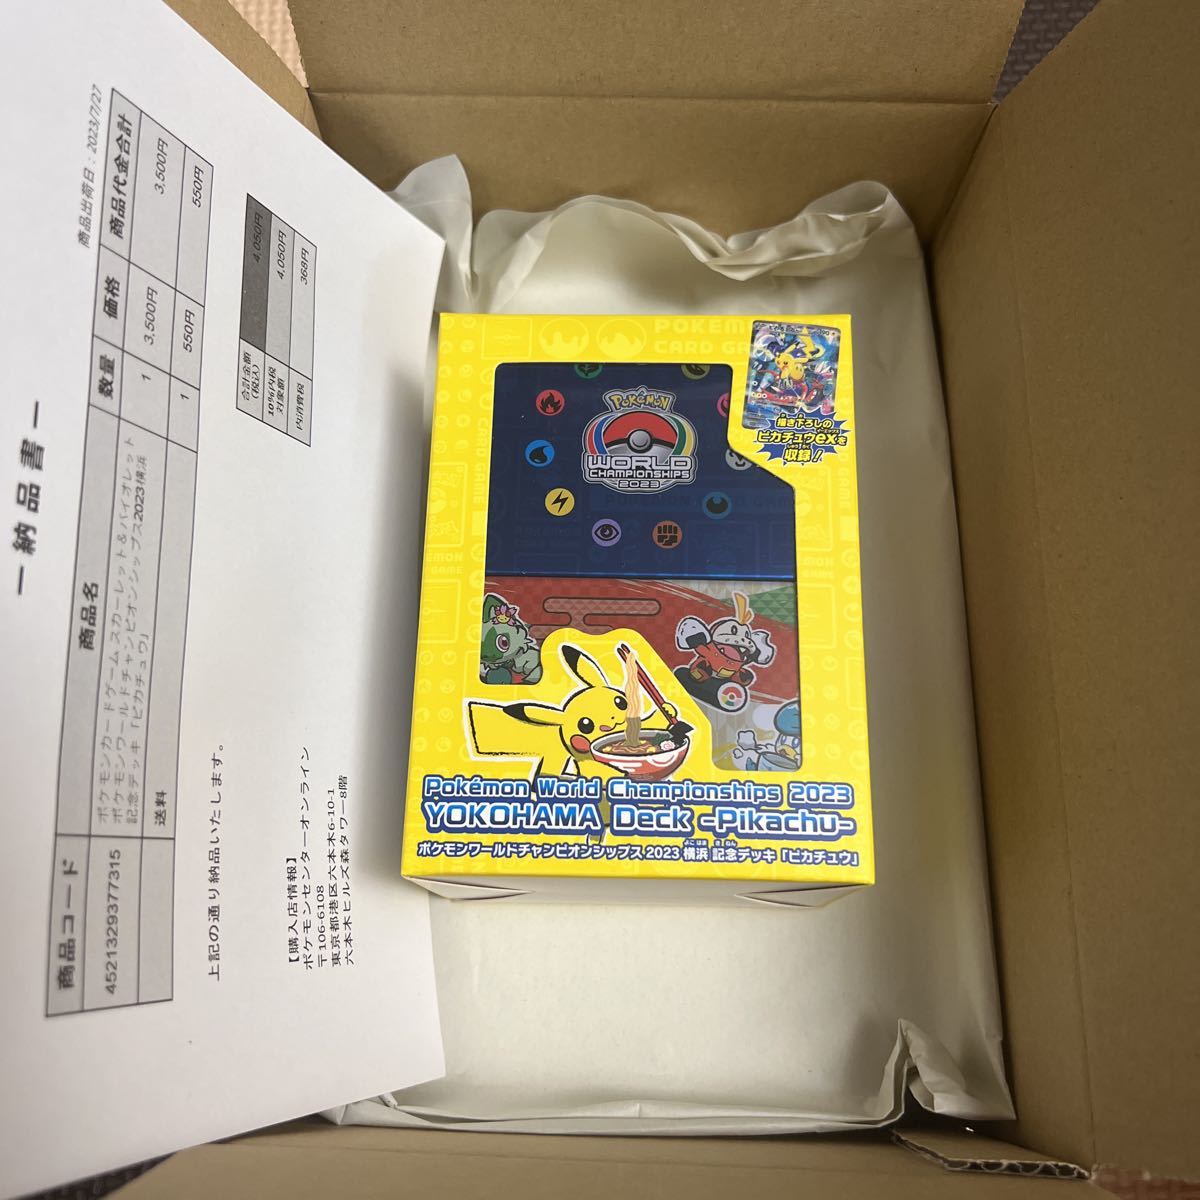 ー納品書ー
商品出荷日：2023/7/27
商品コード 商品名 数量 価格 商品代金合計
4521329377315 ポケモンカードゲーム スカーレット＆バイオレット 1 3,500円 3,500円
ポケモンワールドチャンピオンシップス2023横浜
記念デッキ「ピカチュウ」
送料 1 550円 550円
合計金額 4,050円
(税込)
10%内税 4,050円
対象額
内消費税 368円
上記の通り納品いたします。
【購入店情報】
ポケモンセンターオンライン
〒106-6108
東京都港区六本木6-10-1
六本木ヒルズ森タワー8階
POKÉMON
CARD GA
POKÉMON
WORLD
CHAMPIONSHIPS
2023
描き下ろしの
ピカチュウexを
収録！
Pokémon World Championships 2023
YOKOHAMA Deck -Pikachu-
ポケモンワールドチャンピオンシップス2023 横浜 記念デッキ「ピカチュウ」